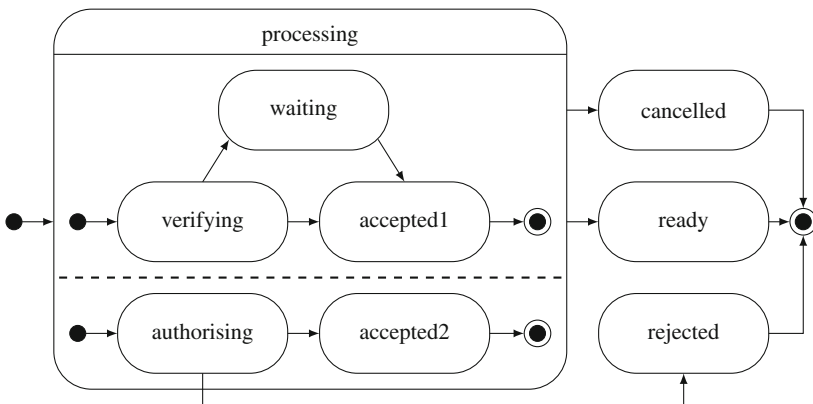 processing
waiting
cancelled
verifying
accepted1
ready
authorising
accepted2
rejected